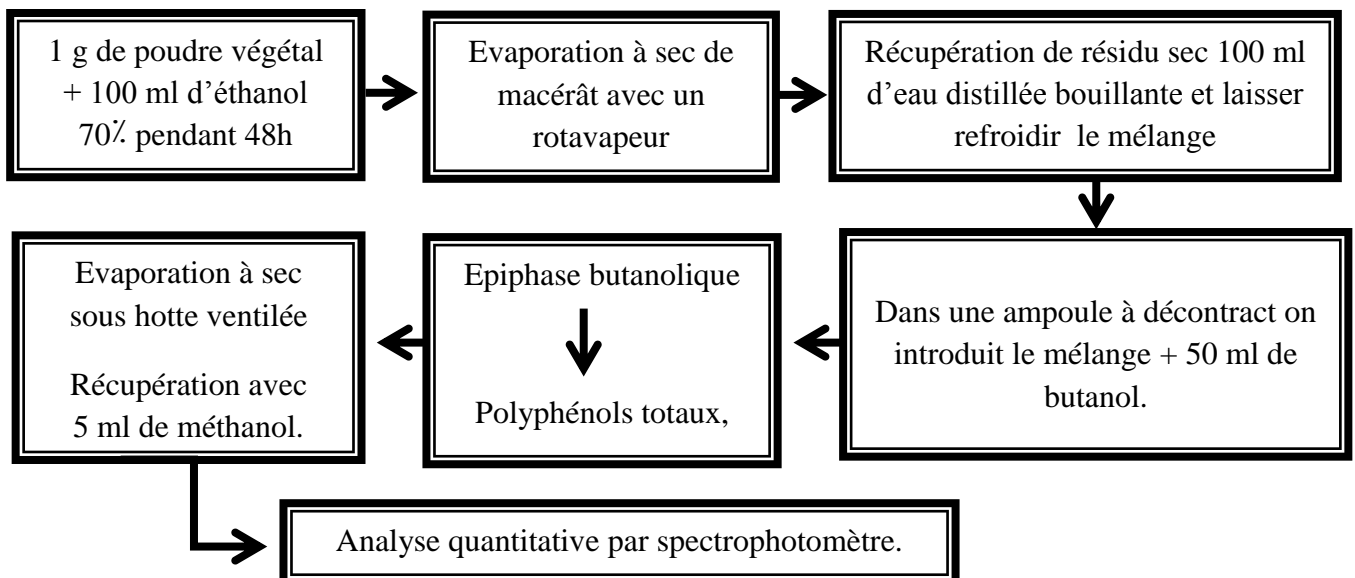 1 g de poudre végétal
+ 100 ml d’éthanol
70٪ pendant 48h
Evaporation à sec de
macérât avec un
rotavapeur
Récupération de résidu sec 100 ml
d’eau distillée bouillante et laisser
refroidir le mélange
Dans une ampoule à décontract on
introduit le mélange + 50 ml de
butanol.
Epiphase butanolique
Polyphénols totaux,
Evaporation à sec
sous hotte ventilée
Récupération avec
5 ml de méthanol.
Analyse quantitative par spectrophotomètre.